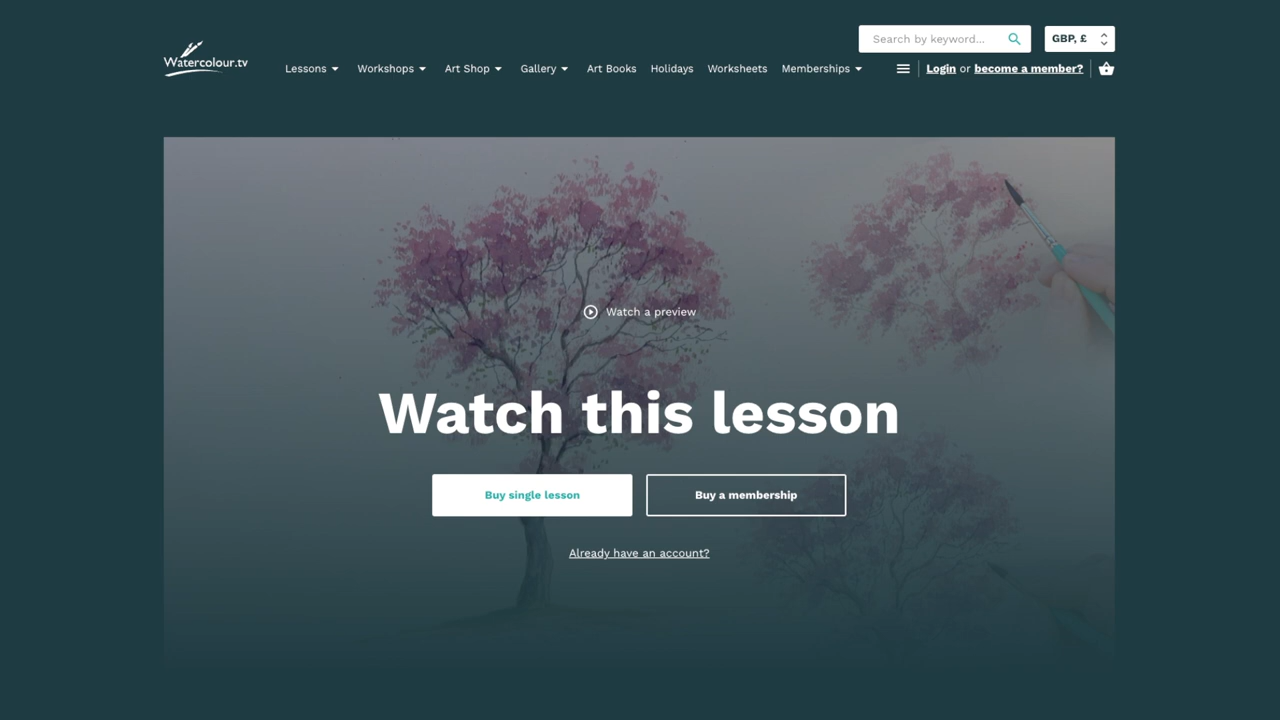 Search by keyword...
GBP, £
Watercolour.tv
Lessons
Workshops
Art Shop
Gallery
Art Books
Holidays
Worksheets
Memberships
Login or become a member?
Watch a preview
Watch this lesson
Buy single lesson
Buy a membership
Already have an account?